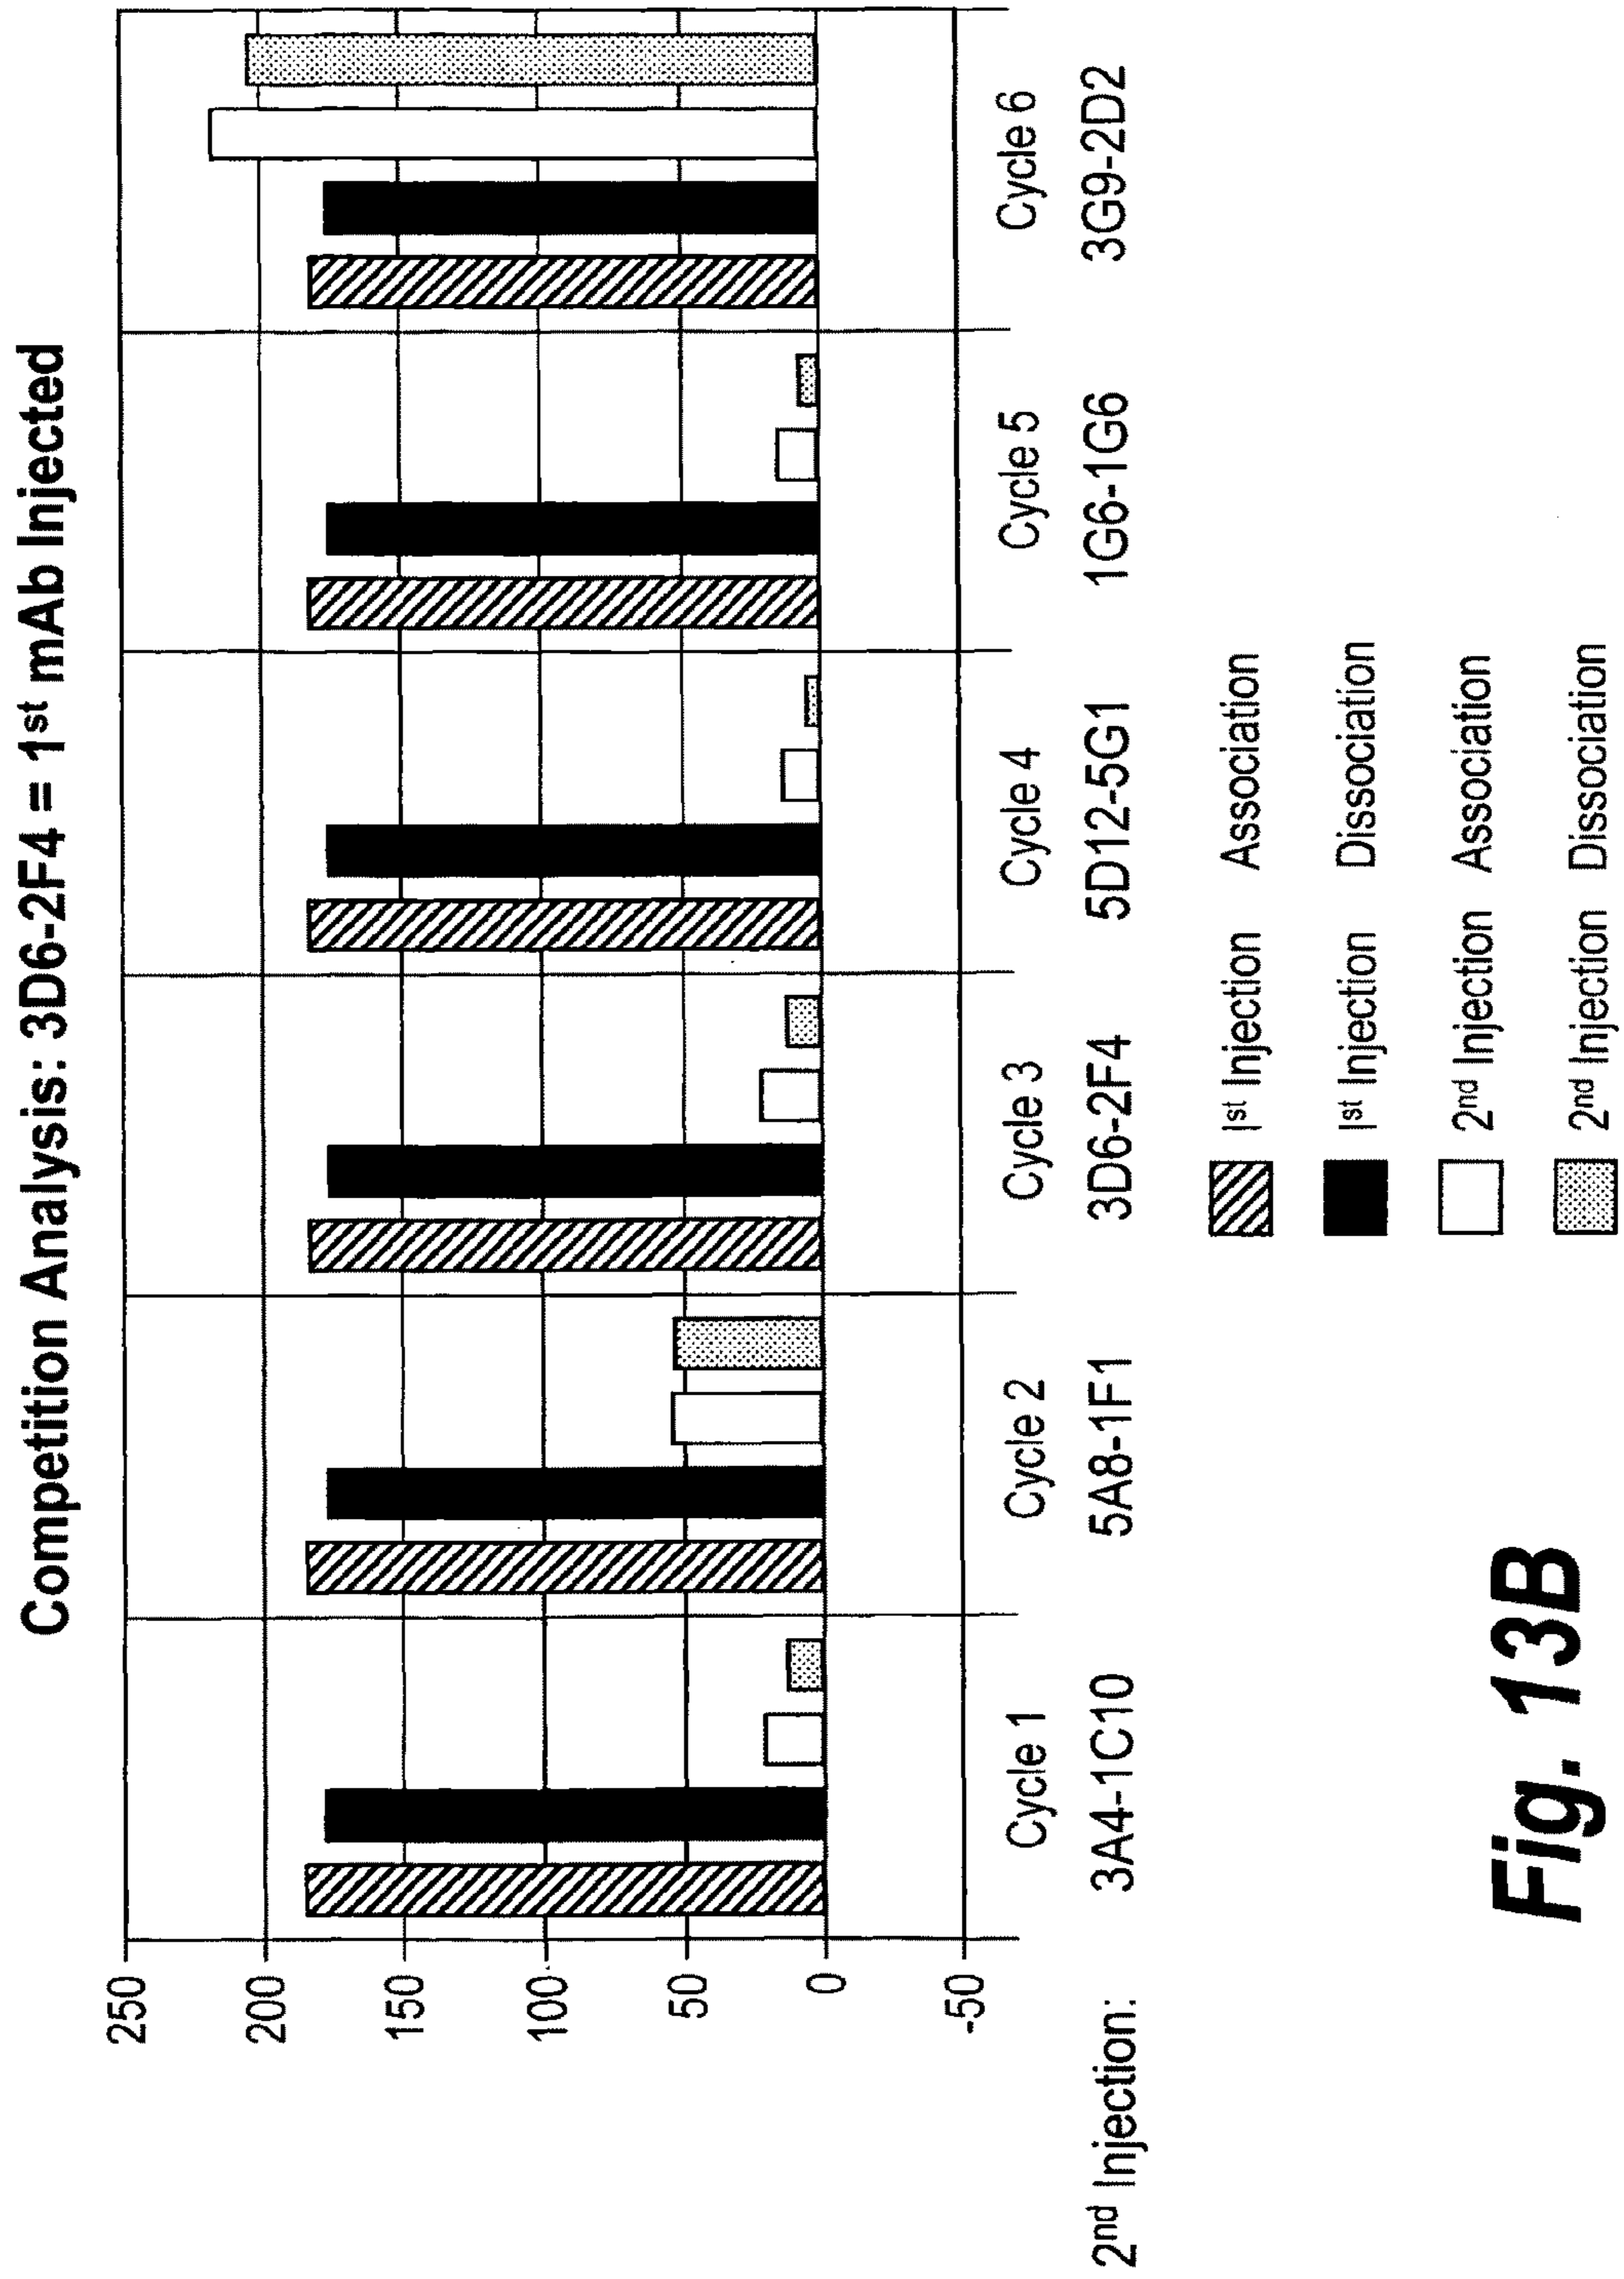 Competition Analysis: 3D6-2F4 = 1st mAb Injected
250
200
150
100
50
0
-50
Cycle 1 Cycle 2 Cycle 3 Cycle 4 Cycle 5 Cycle 6
2nd Injection: 3A4-1C10 5A8-1F1 3D6-2F4 5D12-5G1 1G6-1G6 3G9-2D2
1st Injection Association
1st Injection Dissociation
2nd Injection Association
2nd Injection Dissociation
Fig. 13B